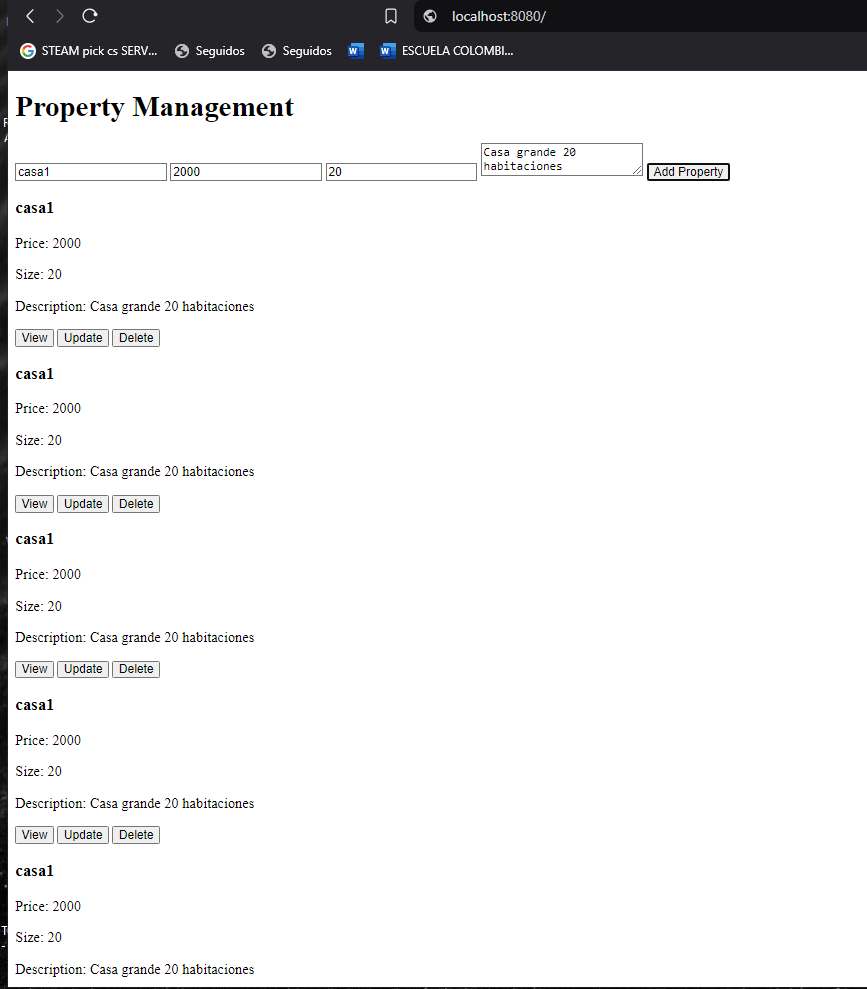 localhost:8080/
STEAM pick cs SERV... Seguidos Seguidos ESCUELA COLOMBI...
Property Management
casa1 2000 20 Casa grande 20
habitaciones Add Property
casa1
Price: 2000
Size: 20
Description: Casa grande 20 habitaciones
View Update Delete
casa1
Price: 2000
Size: 20
Description: Casa grande 20 habitaciones
View Update Delete
casa1
Price: 2000
Size: 20
Description: Casa grande 20 habitaciones
View Update Delete
casa1
Price: 2000
Size: 20
Description: Casa grande 20 habitaciones
View Update Delete
casa1
Price: 2000
Size: 20
Description: Casa grande 20 habitaciones